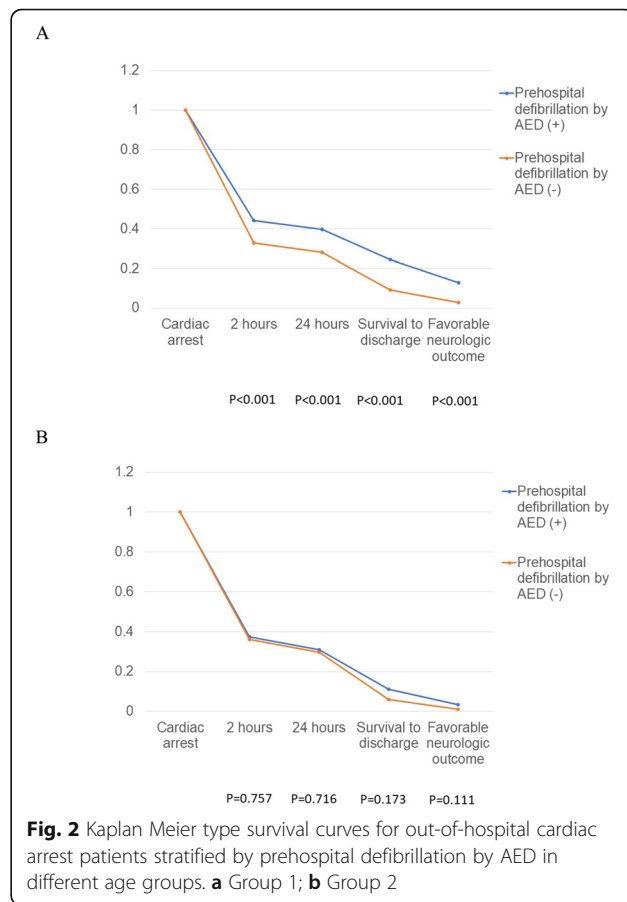 A
1.2
Prehospital
defibrillation by
AED (+)
1
Prehospital
defibrillation by
AED (-)
0.8
0.6
0.4
0.2
0
Cardiac
arrest
2 hours
24 hours
Survival to
discharge
Favorable
neurologic
outcome
P<0.001 P<0.001 P<0.001 P<0.001
B
1.2
Prehospital
defibrillation by
AED (+)
1
Prehospital
defibrillation by
AED (-)
0.8
0.6
0.4
0.2
0
Cardiac
arrest
2 hours
24 hours
Survival to
discharge
Favorable
neurologic
outcome
P=0.757 P=0.716 P=0.173 P=0.111
Fig. 2 Kaplan Meier type survival curves for out-of-hospital cardiac
arrest patients stratified by prehospital defibrillation by AED in
different age groups. a Group 1; b Group 2